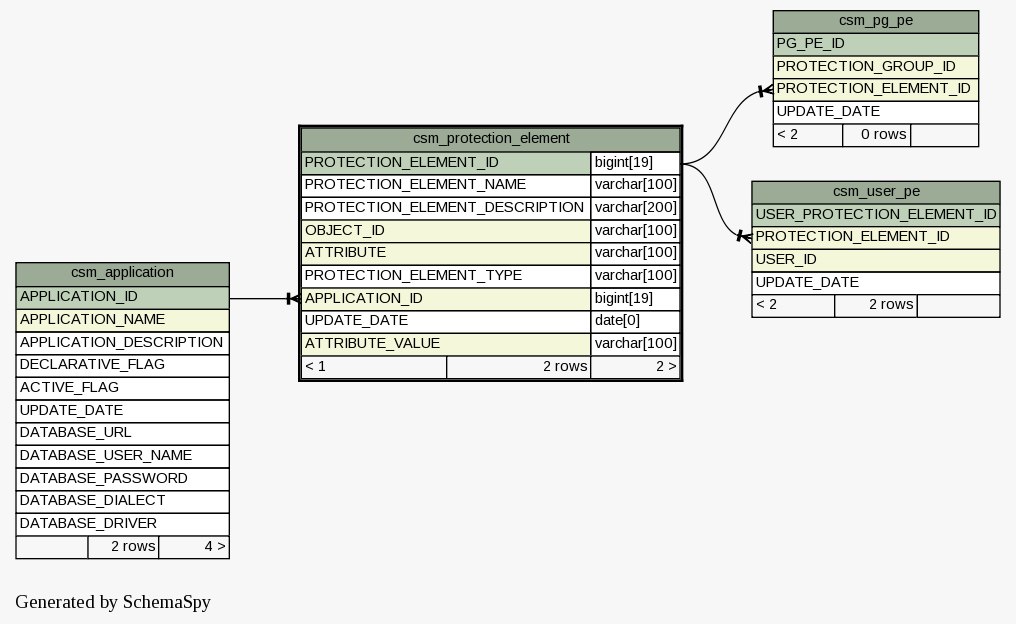 csm_application
APPLICATION_ID
APPLICATION_NAME
APPLICATION_DESCRIPTION
DECLARATIVE_FLAG
ACTIVE_FLAG
UPDATE_DATE
DATABASE_URL
DATABASE_USER_NAME
DATABASE_PASSWORD
DATABASE_DIALECT
DATABASE_DRIVER
2 rows 4 >
csm_protection_element
PROTECTION_ELEMENT_ID bigint[19]
PROTECTION_ELEMENT_NAME varchar[100]
PROTECTION_ELEMENT_DESCRIPTION varchar[200]
OBJECT_ID varchar[100]
ATTRIBUTE varchar[100]
PROTECTION_ELEMENT_TYPE varchar[100]
APPLICATION_ID bigint[19]
UPDATE_DATE date[0]
ATTRIBUTE_VALUE varchar[100]
< 1 2 rows 2 >
csm_pg_pe
PG_PE_ID
PROTECTION_GROUP_ID
PROTECTION_ELEMENT_ID
UPDATE_DATE
< 2 0 rows
csm_user_pe
USER_PROTECTION_ELEMENT_ID
PROTECTION_ELEMENT_ID
USER_ID
UPDATE_DATE
< 2 2 rows
Generated by SchemaSpy